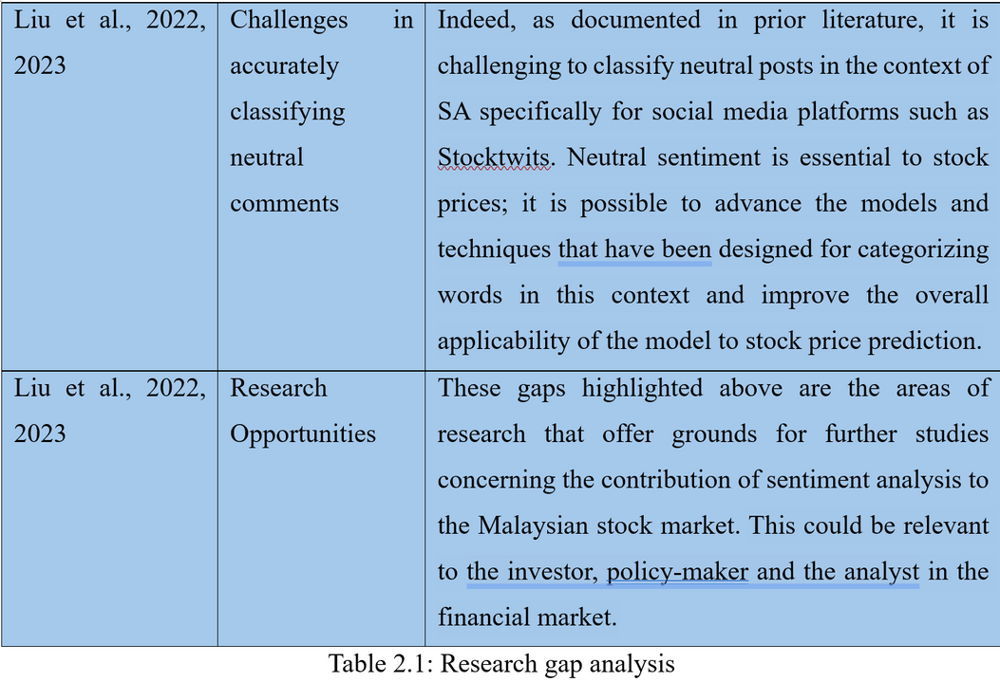 Liu et al., 2022,
2023
Challenges in
accurately
classifying
neutral
comments
Indeed, as documented in prior literature, it is
challenging to classify neutral posts in the context of
SA specifically for social media platforms such as
Stocktwits. Neutral sentiment is essential to stock
prices; it is possible to advance the models and
techniques that have been designed for categorizing
words in this context and improve the overall
applicability of the model to stock price prediction.
Liu et al., 2022,
2023
Research
Opportunities
These gaps highlighted above are the areas of
research that offer grounds for further studies
concerning the contribution of sentiment analysis to
the Malaysian stock market. This could be relevant
to the investor, policy-maker and the analyst in the
financial market.
Table 2.1: Research gap analysis